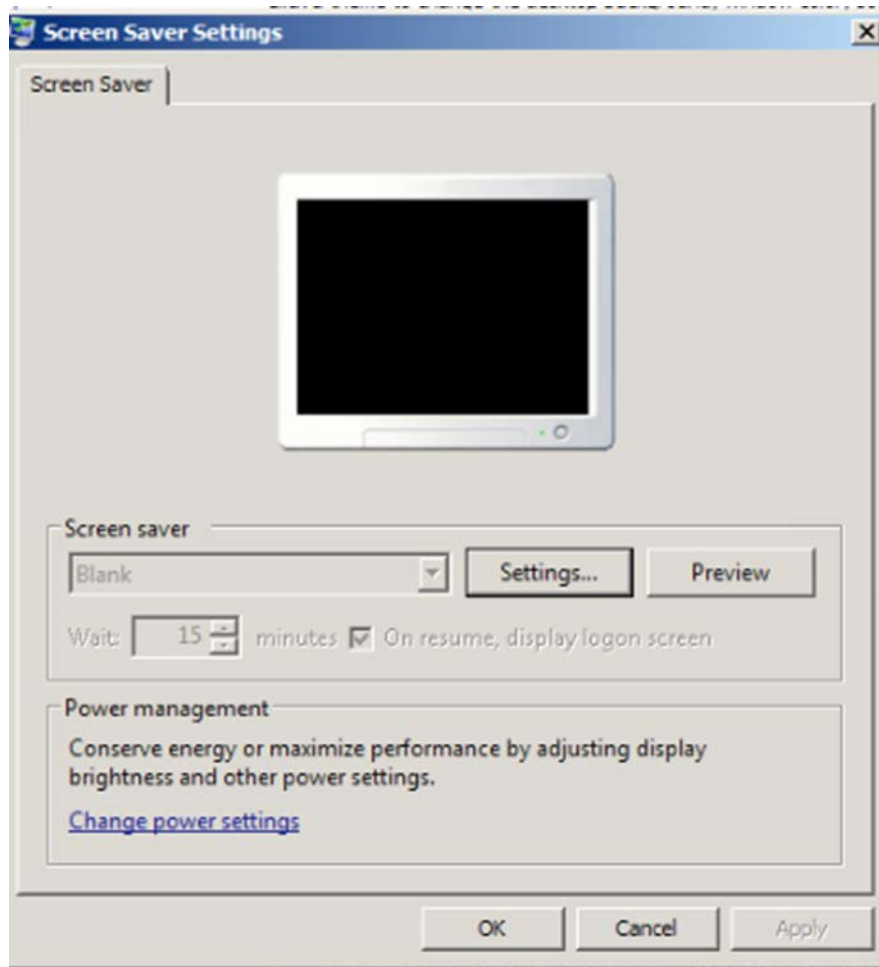 Screen Saver Settings
Screen Saver
Screen saver
Blank
Settings...
Preview
Wait: 15 minutes On resume, display logon screen
Power management
Conserve energy or maximize performance by adjusting display
brightness and other power settings.
Change power settings
OK
Cancel
Apply